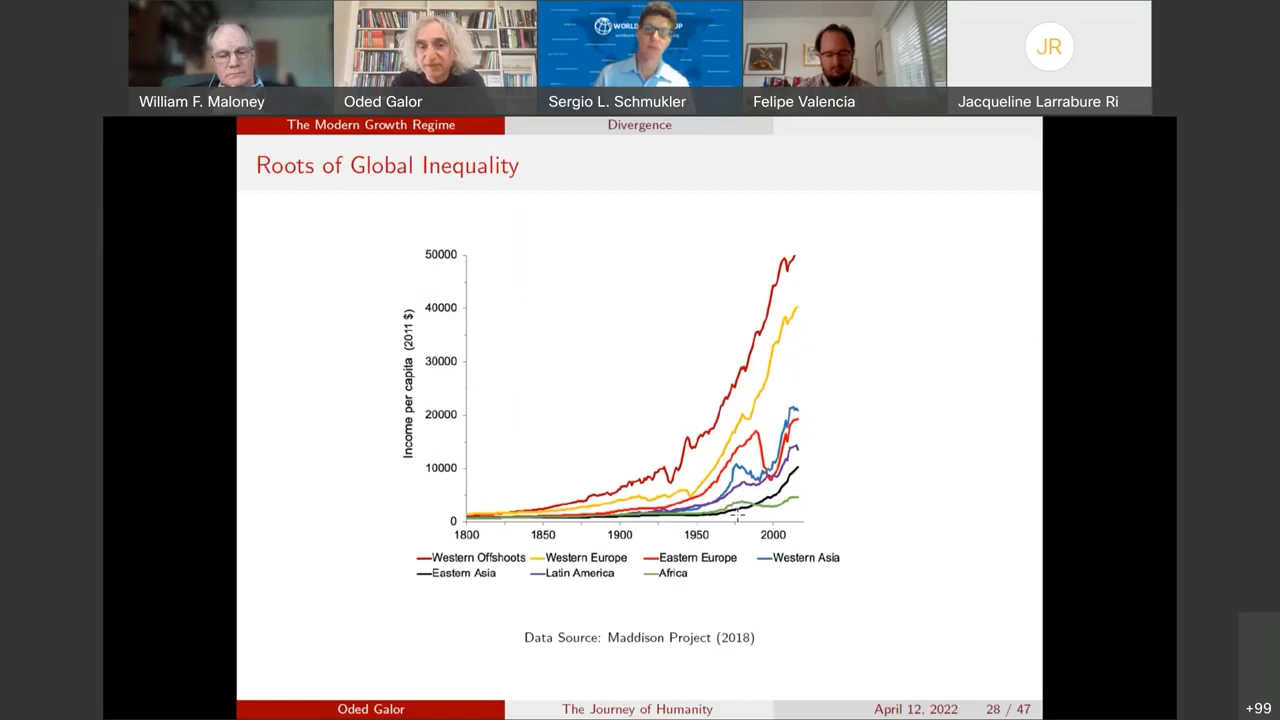 WORLD
William F. Maloney
Oded Galor
Sergio L. Schmukler
Felipe Valencia
JR
Jacqueline Larrabure Ri
The Modern Growth Regime
Divergence
Roots of Global Inequality
50000
40000
30000
20000
10000
0
Income per capita (2011 $)
1800
1850
1900
1950
2000
Western Offshoots
Western Europe
Eastern Europe
Western Asia
Eastern Asia
Latin America
Africa
Data Source: Maddison Project (2018)
Oded Galor
The Journey of Humanity
April 12, 2022
28 / 47
+99